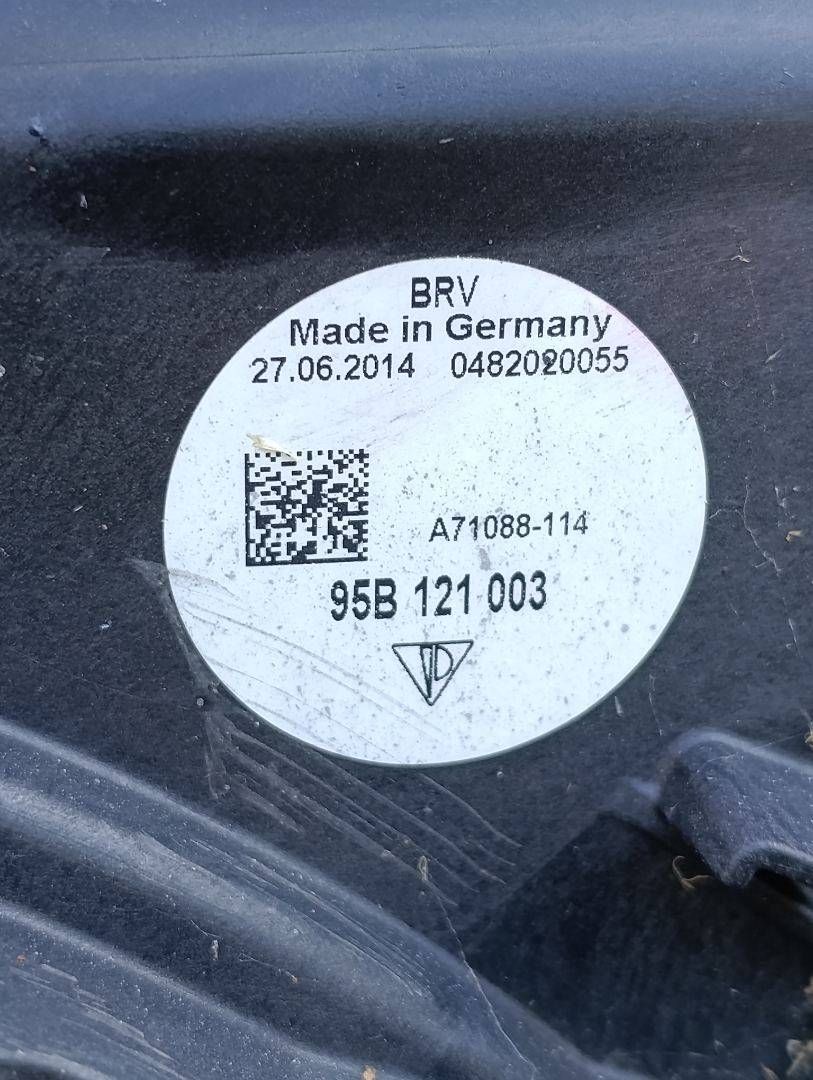 BRV
Made in Germany
27.06.2014 0482020055
A71088-114
95B 121 003